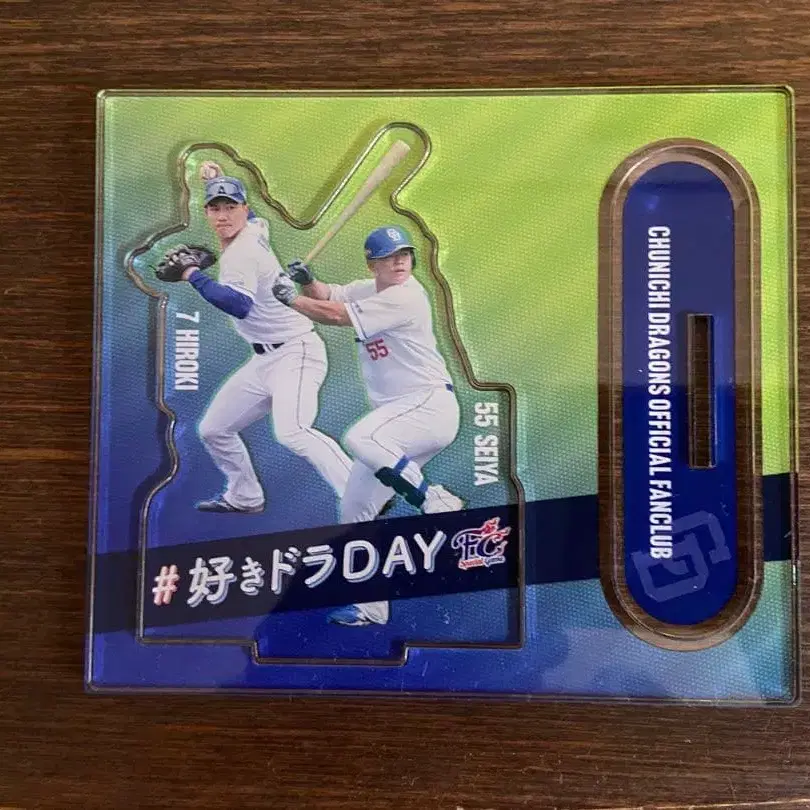 7 HIROKI
55
55 SEIYA
#好きドラDAY
FC
Special Game
CHUNICHI DRAGONS OFFICIAL FANCLUB
CD